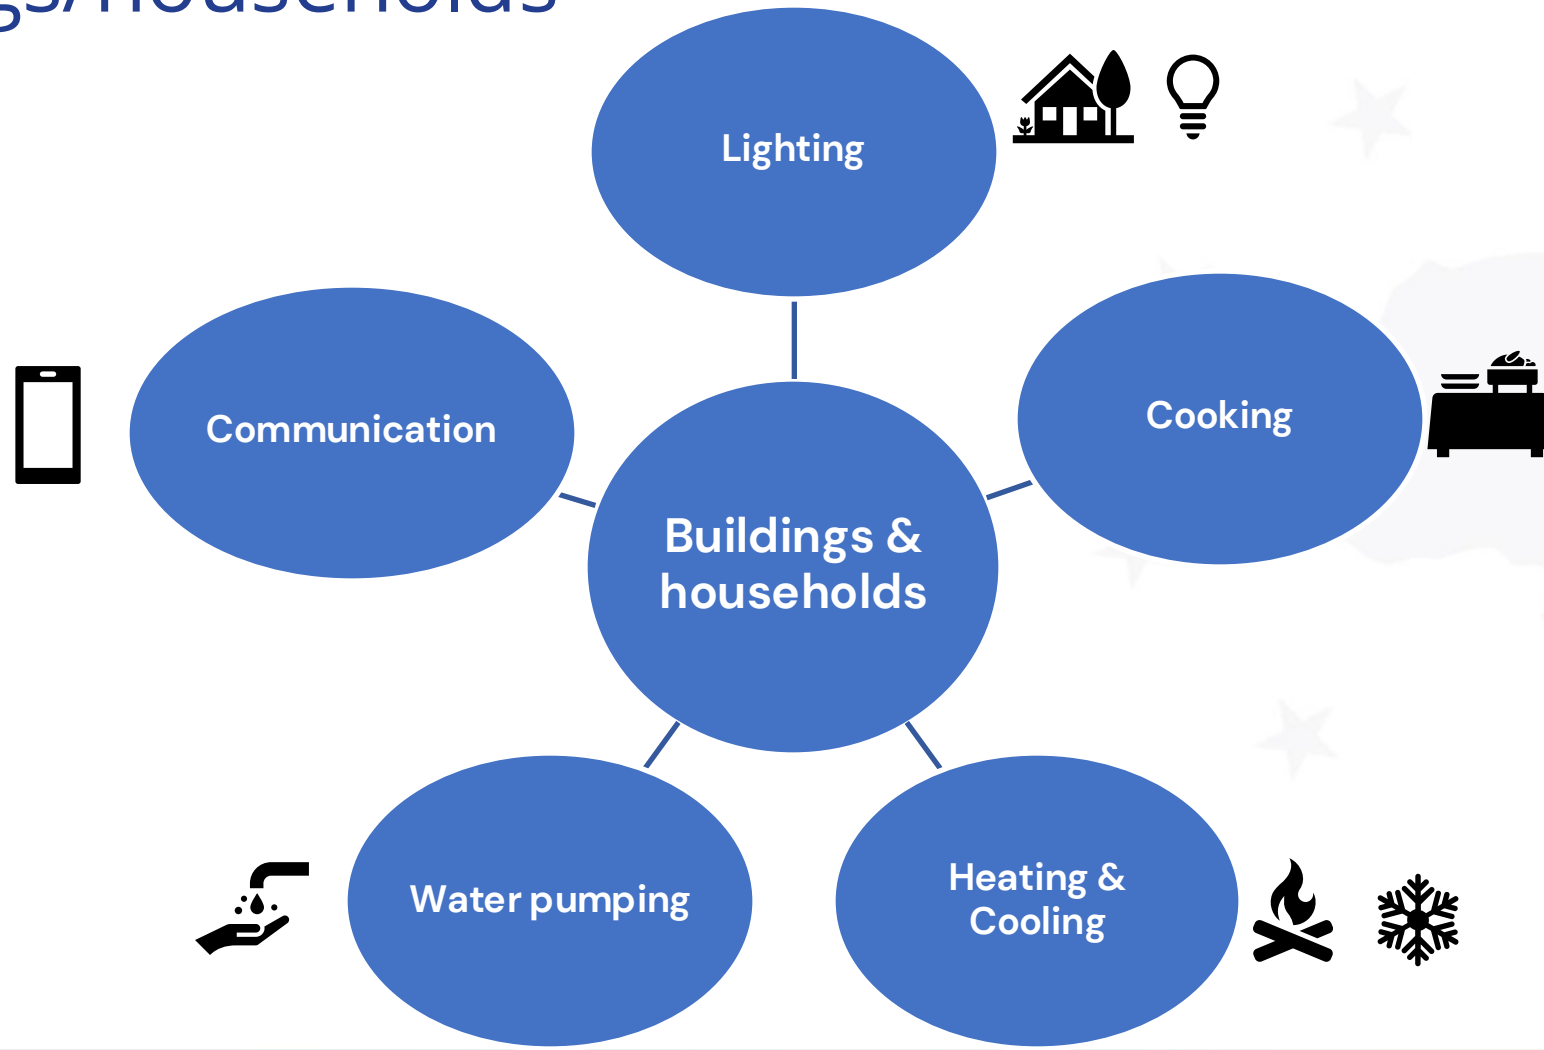 Lighting
Cooking
Communication
Buildings &
households
Heating &
Cooling
Water pumping